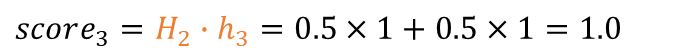 score₃ = H₂ · h₃ = 0.5 × 1 + 0.5 × 1 = 1.0